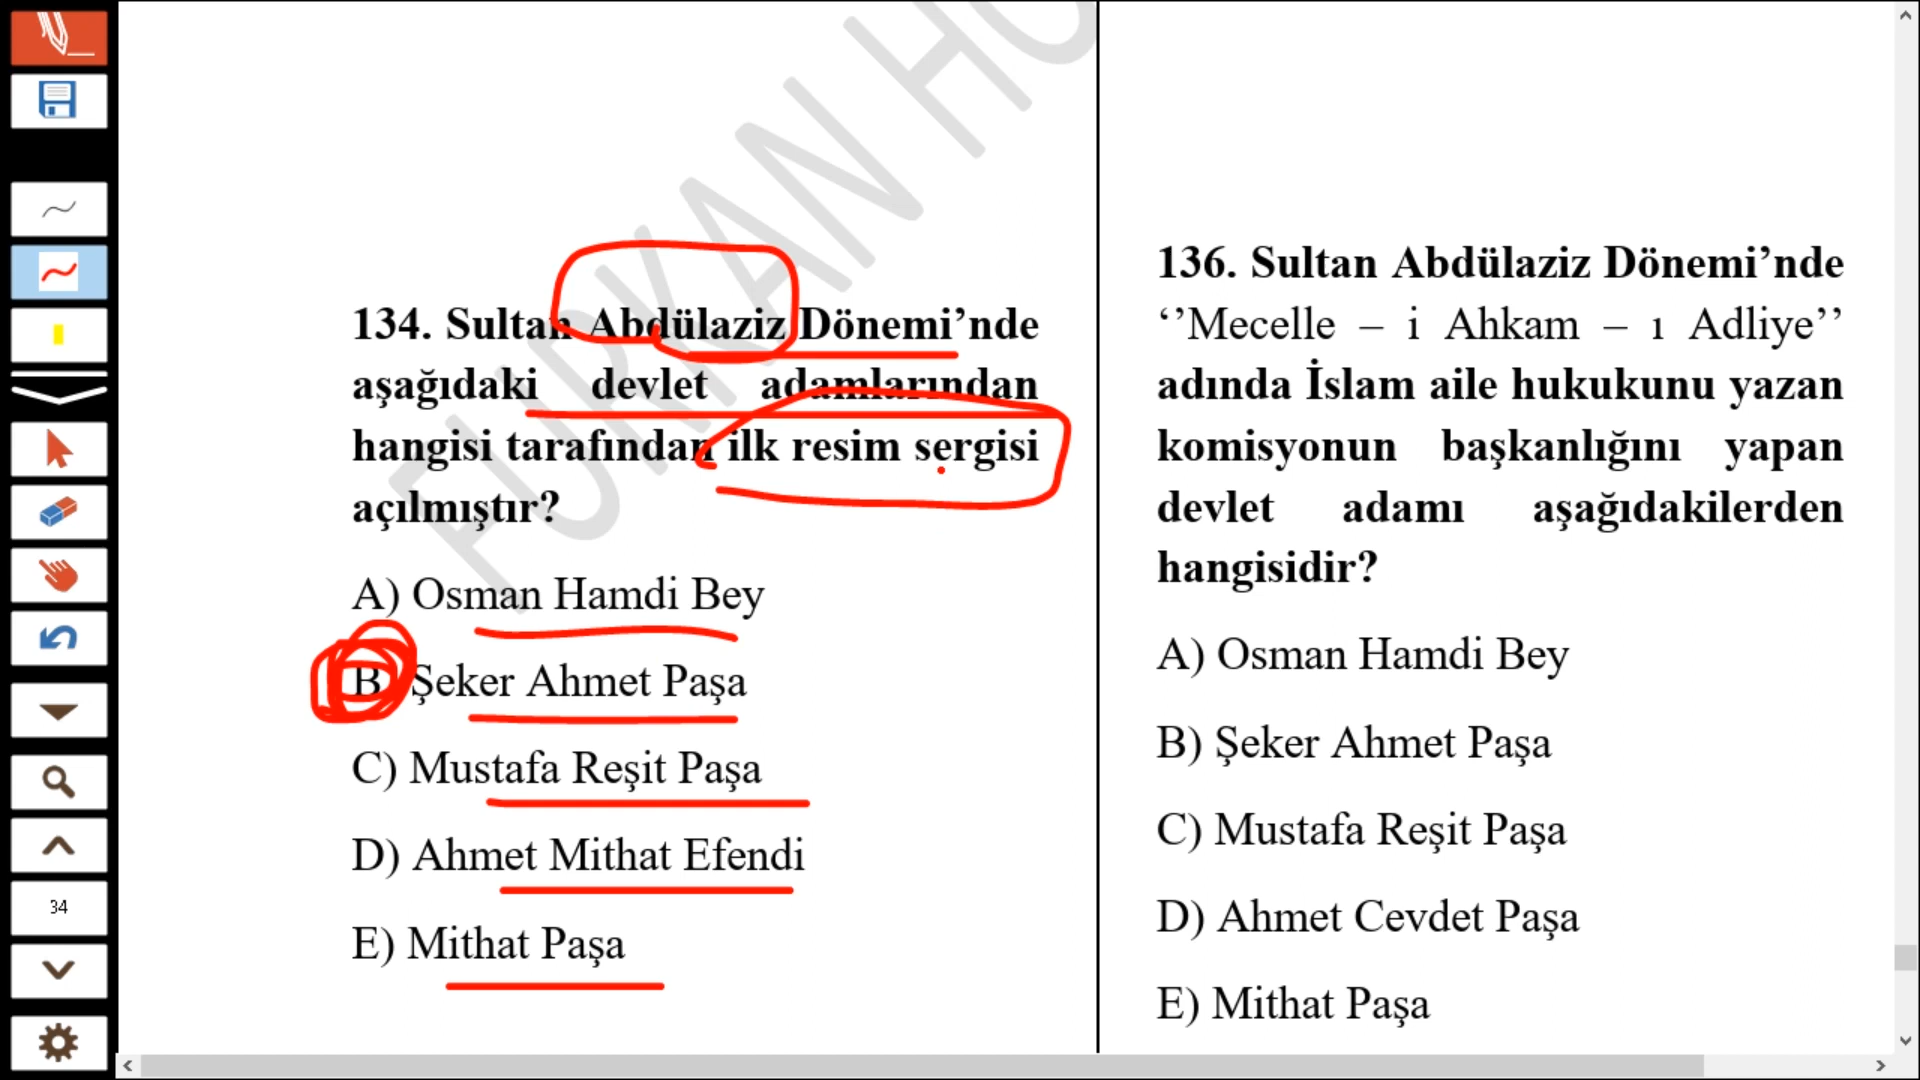 FURKAN HO
134. Sultan Abdülaziz Dönemi’nde
aşağıdaki devlet adamlarından
hangisi tarafından ilk resim sergisi
açılmıştır?
A) Osman Hamdi Bey
B) Şeker Ahmet Paşa
C) Mustafa Reşit Paşa
D) Ahmet Mithat Efendi
E) Mithat Paşa
136. Sultan Abdülaziz Dönemi’nde
‘’Mecelle – i Ahkam – ı Adliye’’
adında İslam aile hukukunu yazan
komisyonun başkanlığını yapan
devlet adamı aşağıdakilerden
hangisidir?
A) Osman Hamdi Bey
B) Şeker Ahmet Paşa
C) Mustafa Reşit Paşa
D) Ahmet Cevdet Paşa
E) Mithat Paşa
34